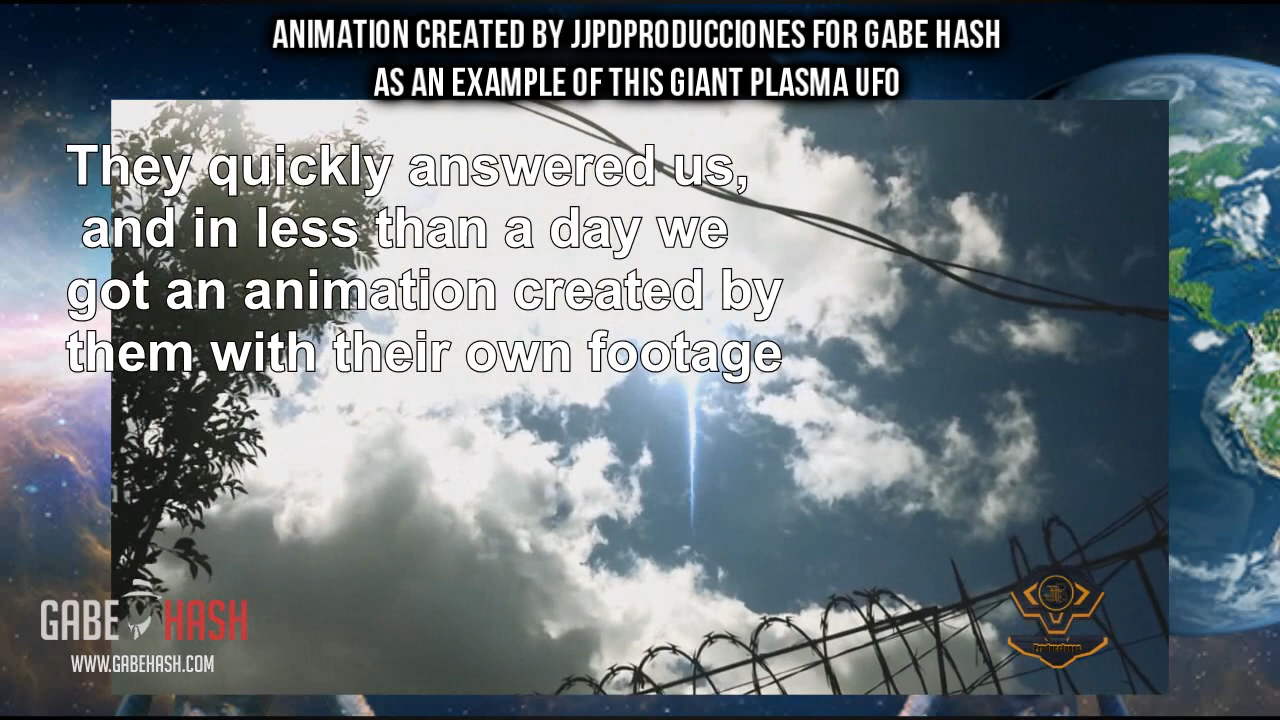 ANIMATION CREATED BY JJPDPRODUCCIONES FOR GABE HASH
AS AN EXAMPLE OF THIS GIANT PLASMA UFO
They quickly answered us,
and in less than a day we
got an animation created by
them with their own footage
GABE HASH
WWW.GABEHASH.COM